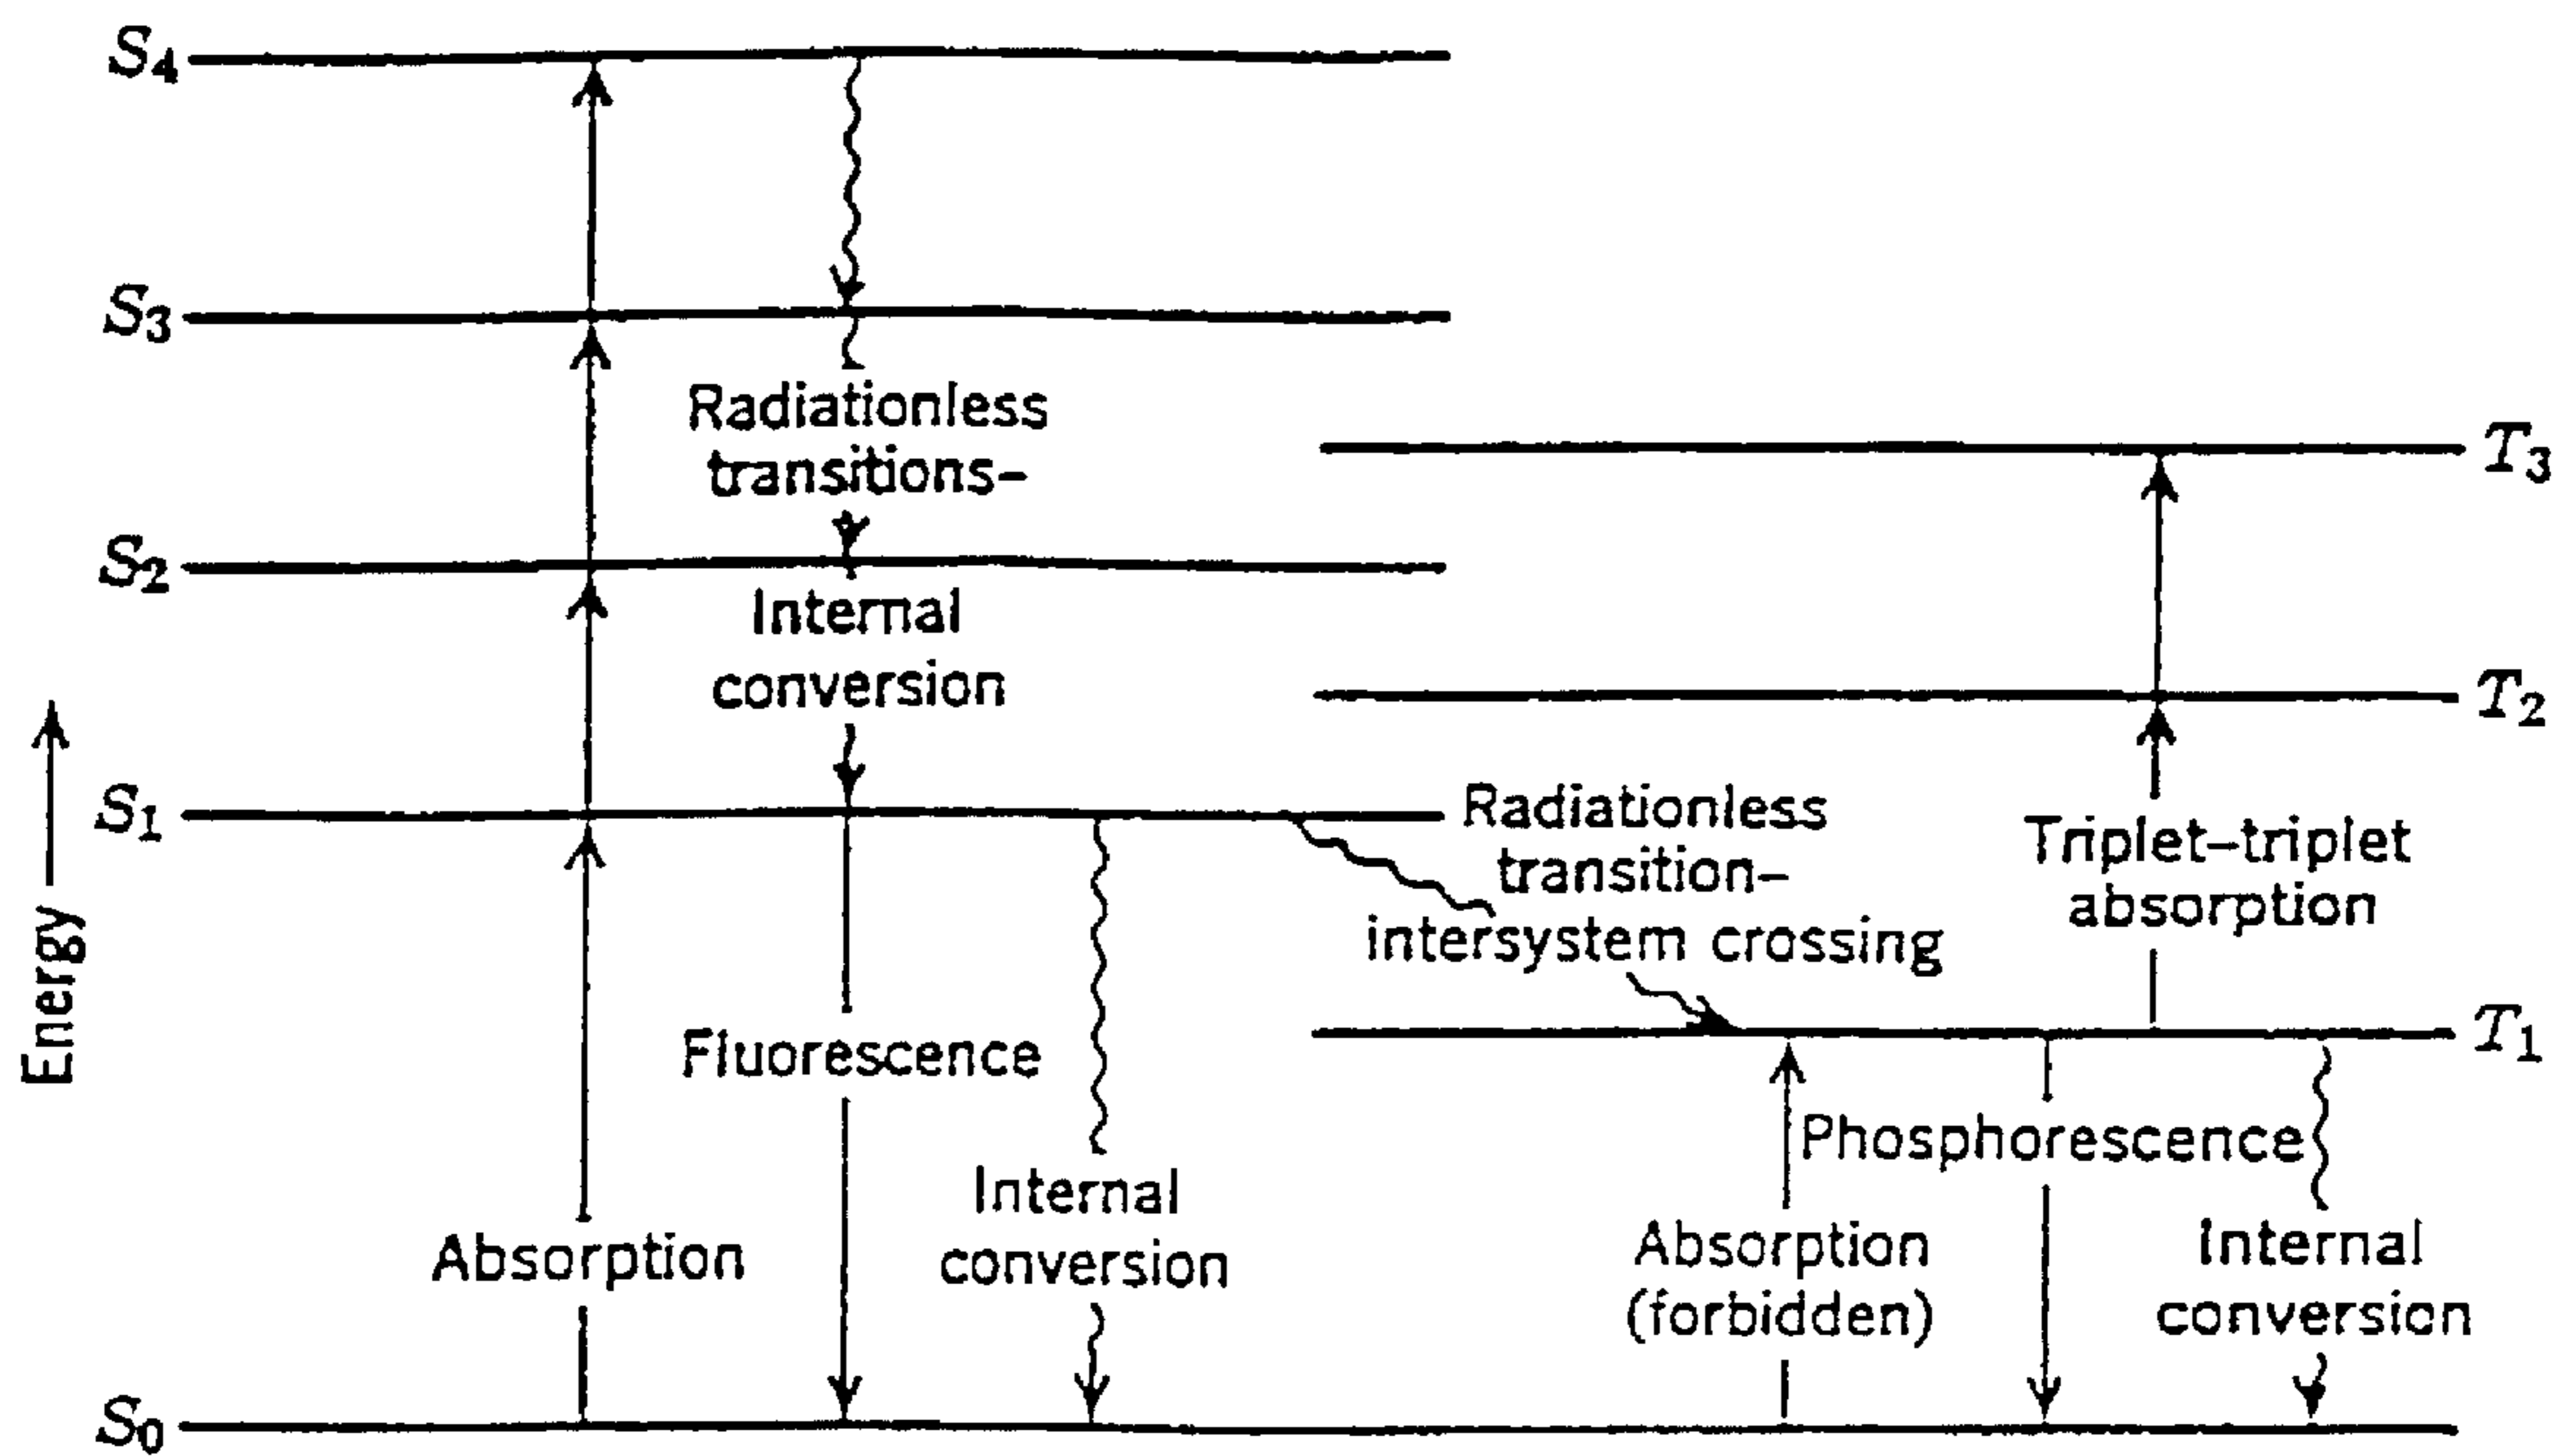 S4
S3
Radiationless
transitions–
T3
S2
Internal
conversion
T2
S1
Radiationless
transition–
intersystem crossing
Triplet–triplet
absorption
Energy
T1
Fluorescence
Phosphorescence
Internal
conversion
Absorption
Absorption
(forbidden)
Internal
conversion
S0